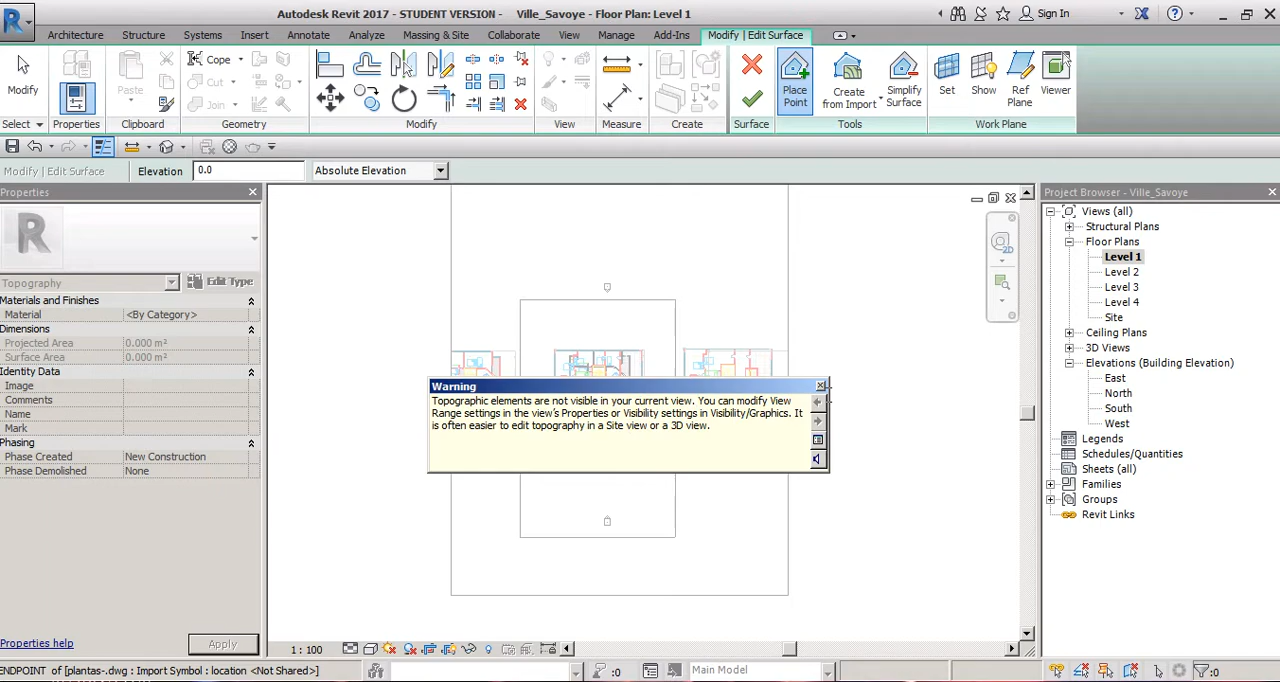 Autodesk Revit 2017 - STUDENT VERSION -     Ville_Savoye - Floor Plan: Level 1
Sign In
Architecture Structure Systems Insert Annotate Analyze Massing & Site Collaborate View Manage Add-Ins Modify | Edit Surface
Modify
Properties
Paste
Cope
Cut
Join
Place Point
Create from Import
Simplify Surface
Set
Show
Ref Plane
Viewer
Select Properties Clipboard Geometry Modify View Measure Create Surface Tools Work Plane
Modify | Edit Surface Elevation 0.0 Absolute Elevation
Properties
Topography
Edit Type
Materials and Finishes
Material <By Category>
Dimensions
Projected Area 0.000 m²
Surface Area 0.000 m²
Identity Data
Image
Comments
Name
Mark
Phasing
Phase Created New Construction
Phase Demolished None
Properties help
Apply
2D
Warning
Topographic elements are not visible in your current view. You can modify View
Range settings in the view's Properties or Visibility settings in Visibility/Graphics. It
is often easier to edit topography in a Site view or a 3D view.
Project Browser - Ville_Savoye
Views (all)
Structural Plans
Floor Plans
Level 1
Level 2
Level 3
Level 4
Site
Ceiling Plans
3D Views
Elevations (Building Elevation)
East
North
South
West
Legends
Schedules/Quantities
Sheets (all)
Families
Groups
Revit Links
1 : 100
ENDPOINT of [plantas-.dwg : Import Symbol : location <Not Shared>]
:0
Main Model
:0